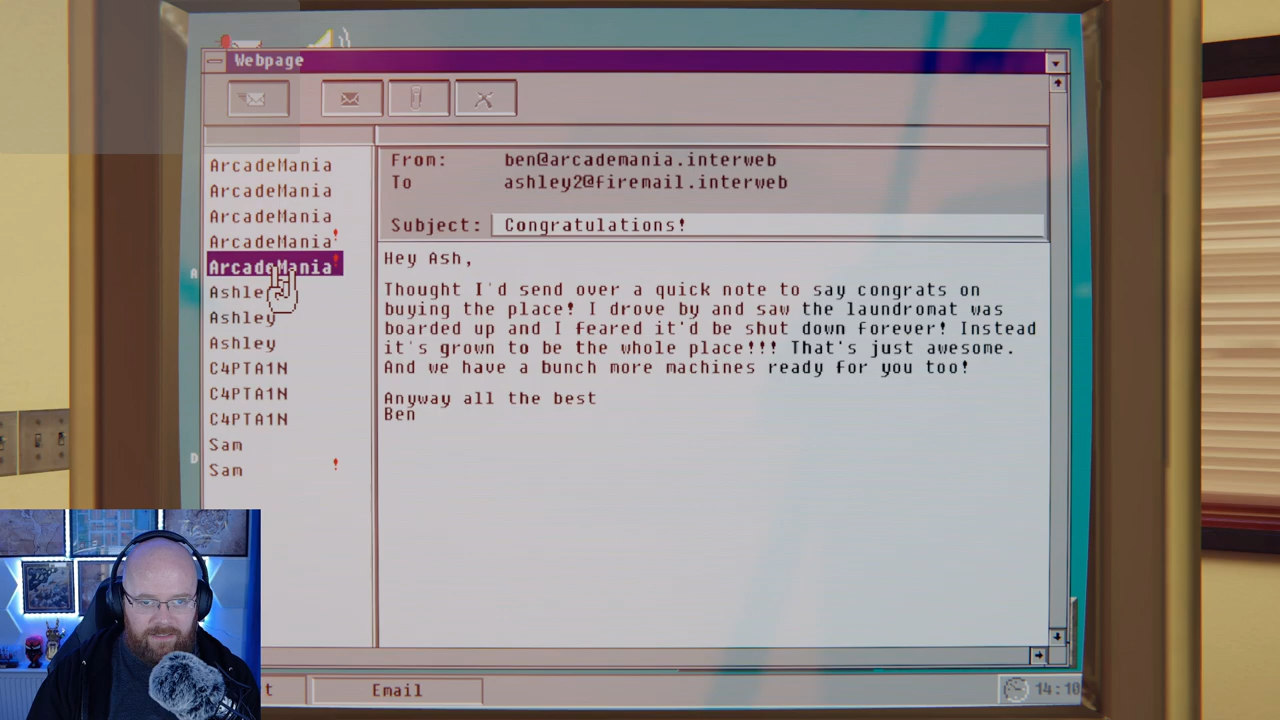 Webpage
From: ben@arcademania.interweb
To ashley2@firemail.interweb
Subject: Congratulations!
ArcadeMania
ArcadeMania
ArcadeMania
ArcadeMania!
ArcadeMania!
Ashley
Ashley
Ashley
C4PTA1N
C4PTA1N
C4PTA1N
Sam
Sam !
Hey Ash,
Thought I'd send over a quick note to say congrats on
buying the place! I drove by and saw the laundromat was
boarded up and I feared it'd be shut down forever! Instead
it's grown to be the whole place!!! That's just awesome.
And we have a bunch more machines ready for you too!
Anyway all the best
Ben
A
D
t
Email
14:10